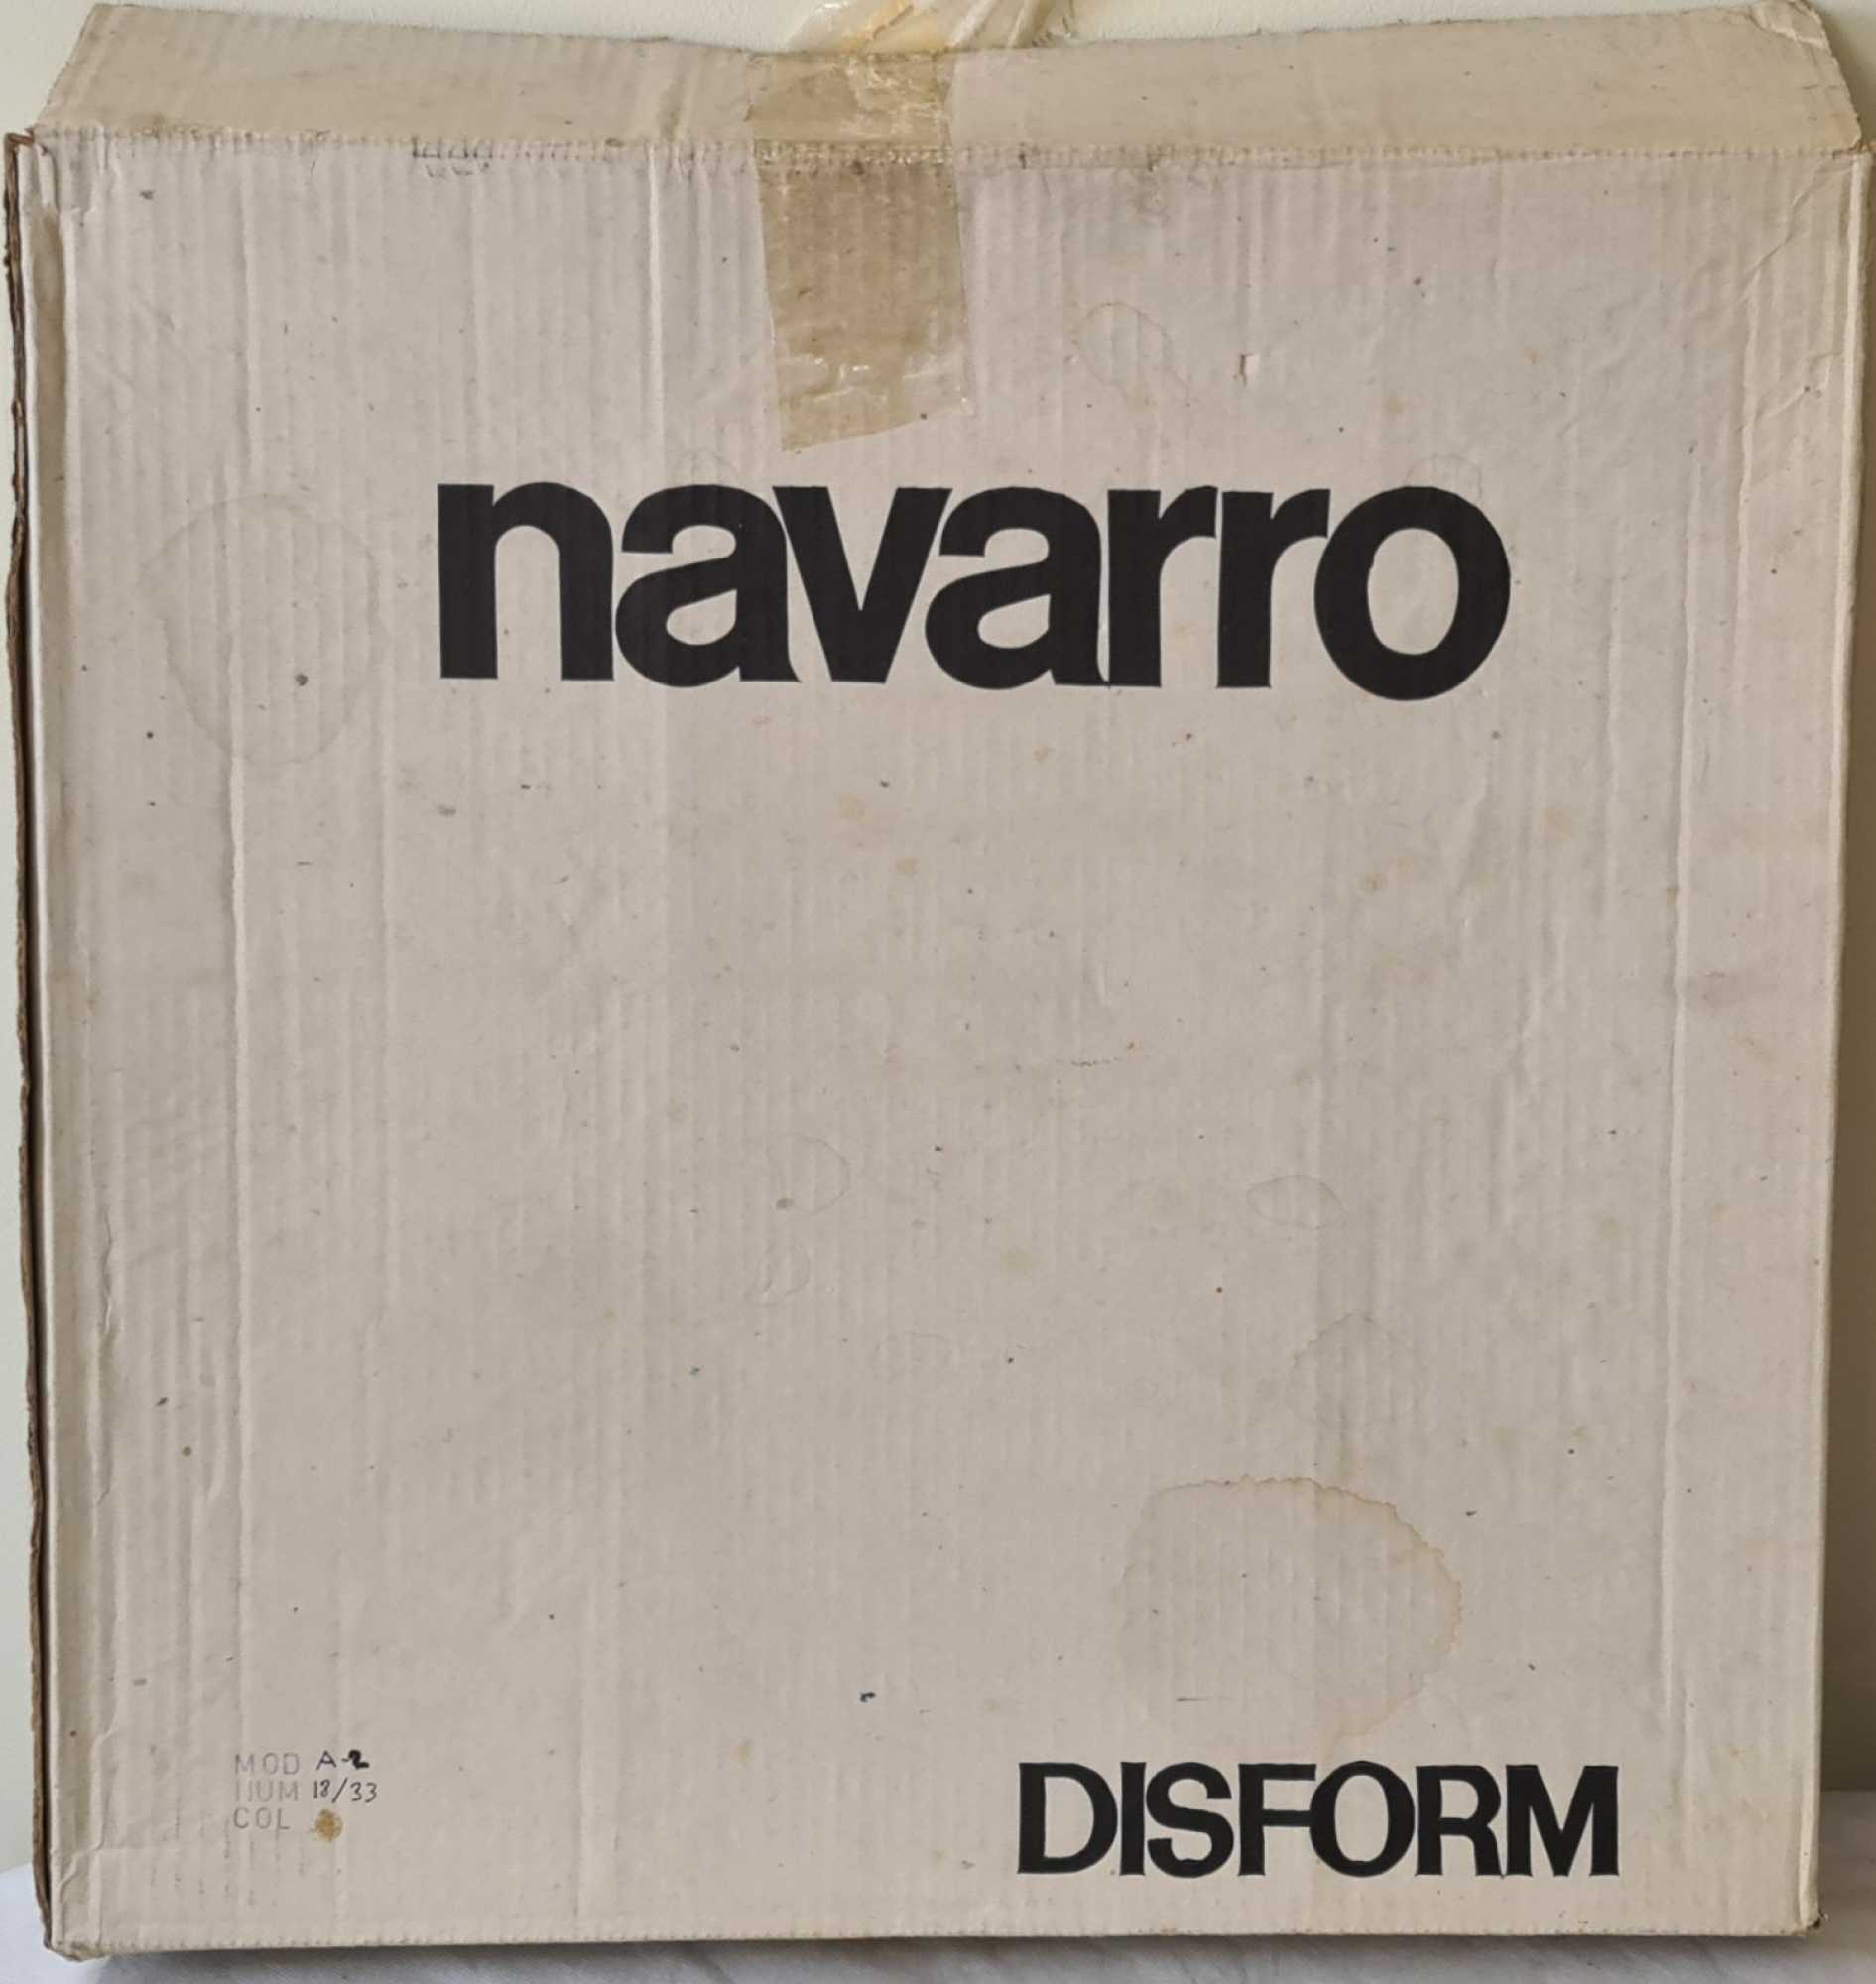 navarro
MOD A-2
NUM 18/33
COL
DISFORM